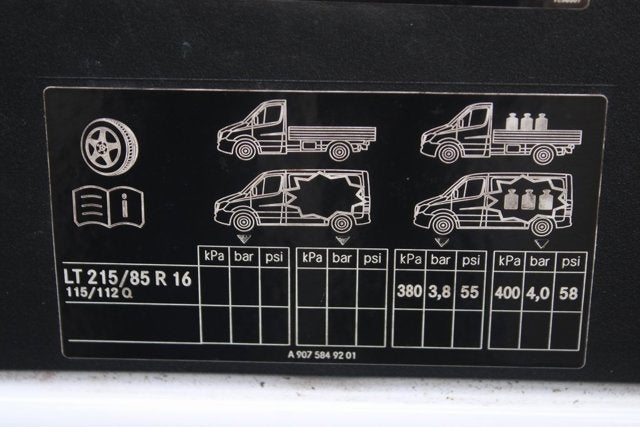 kPa bar psi kPa bar psi kPa bar psi kPa bar psi
LT 215/85 R 16
115/112 Q
380 3,8 55 400 4,0 58
A 907 584 92 01